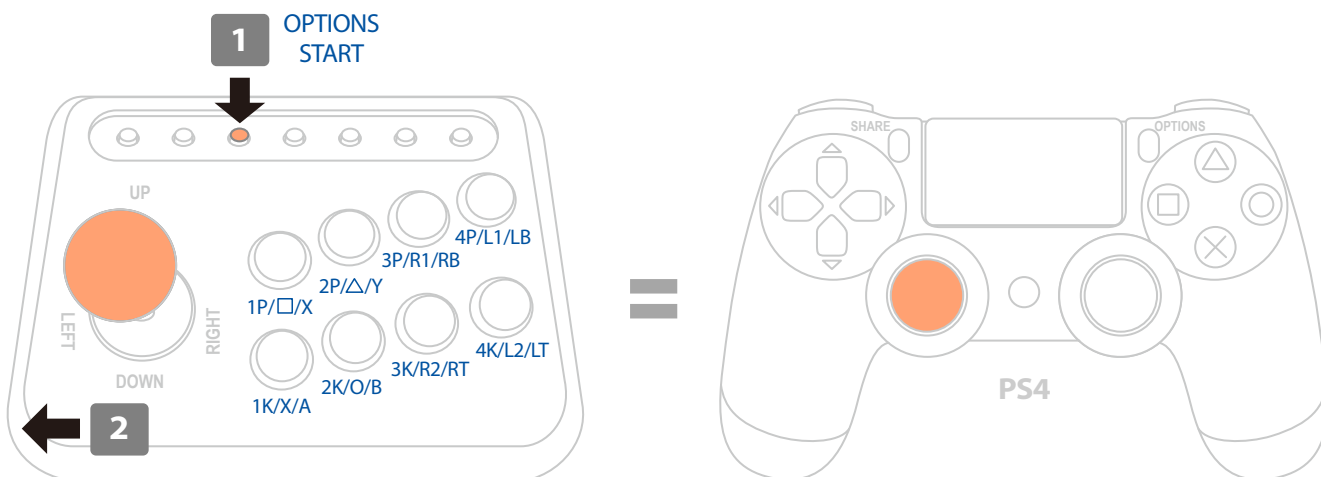 1
OPTIONS
START
UP
LEFT
RIGHT
DOWN
1P/□/X
2P/△/Y
3P/R1/RB
4P/L1/LB
1K/X/A
2K/O/B
3K/R2/RT
4K/L2/LT
2
=
SHARE
OPTIONS
PS4